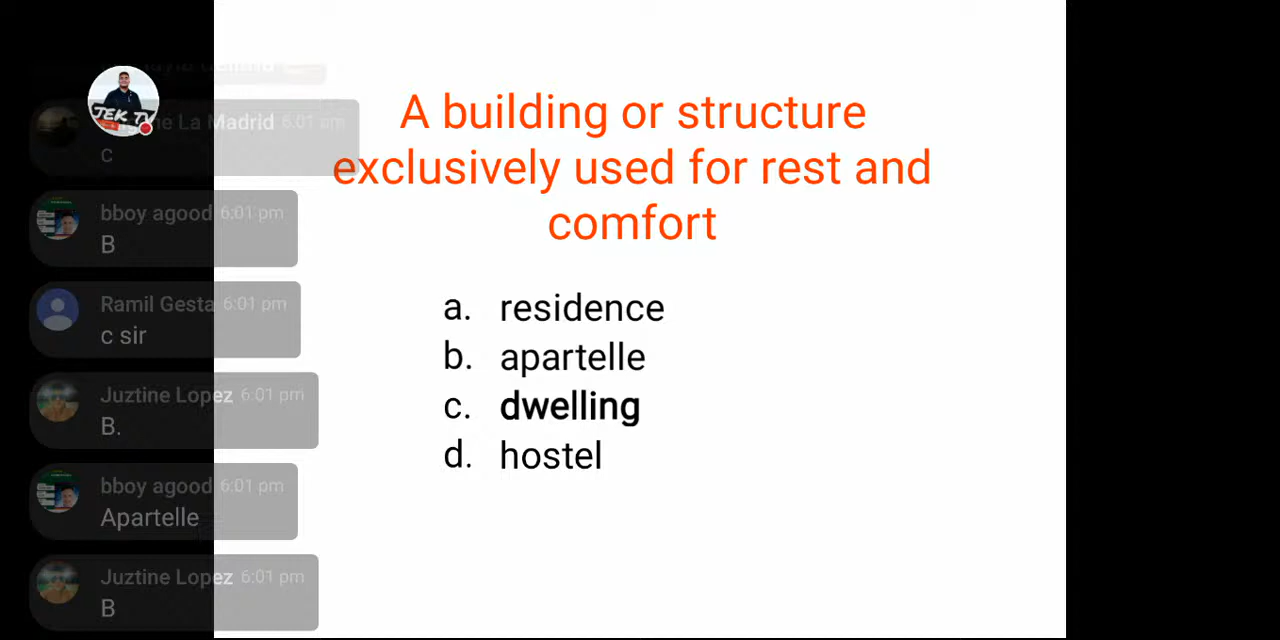 JEK TV
La Madrid 6:01 pm
c
bboy agood 6:01 pm
B
Ramil Gesta 6:01 pm
c sir
Juztine Lopez 6:01 pm
B.
bboy agood 6:01 pm
Apartelle
Juztine Lopez 6:01 pm
B
A building or structure
exclusively used for rest and
comfort
a. residence
b. apartelle
c. dwelling
d. hostel